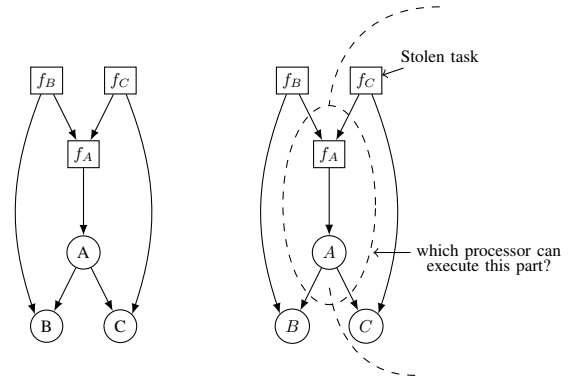 f_B f_C
f_A
A
B C
f_B f_C Stolen task
f_A
A
which processor can
execute this part?
B C